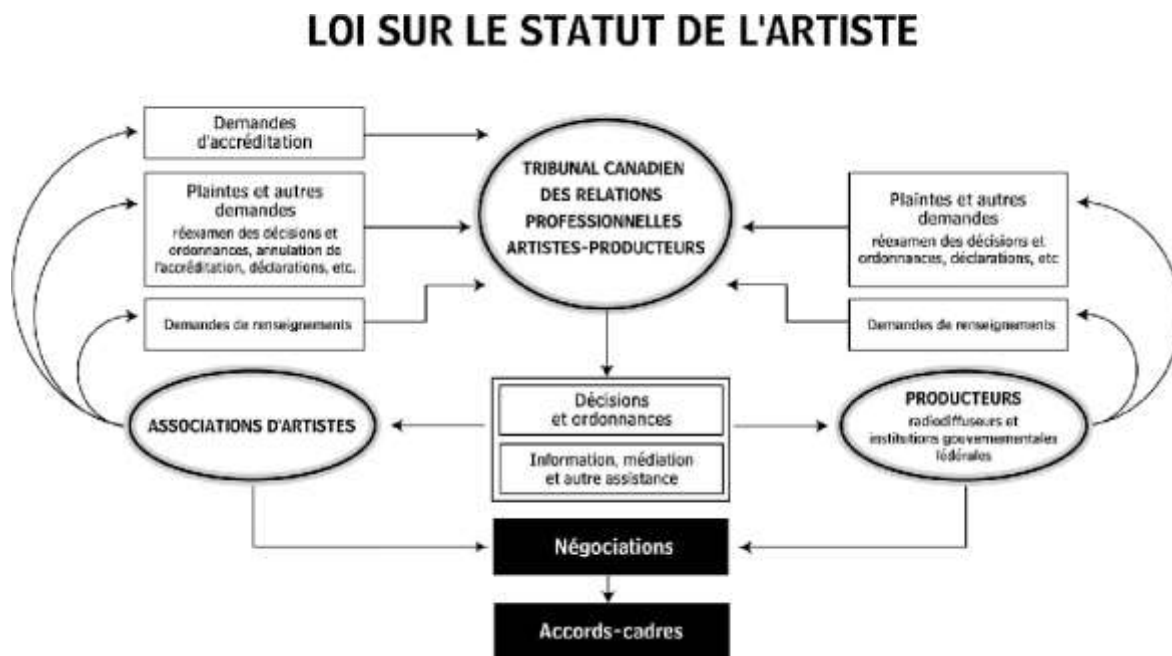 LOI SUR LE STATUT DE L'ARTISTE
Demandes
d'accréditation
Plaintes et autres
demandes
réexamen des décisions et
ordonnances, annulation de
l'accréditation, déclarations, etc.
Demandes de renseignements
ASSOCIATIONS D'ARTISTES
TRIBUNAL CANADIEN
DES RELATIONS
PROFESSIONNELLES
ARTISTES-PRODUCTEURS
Plaintes et autres
demandes
réexamen des décisions et
ordonnances, déclarations, etc
Demandes de renseignements
PRODUCTEURS
radiodiffuseurs et
institutions gouvernementales
fédérales
Décisions
et ordonnances
Information, médiation
et autre assistance
Négociations
Accords-cadres